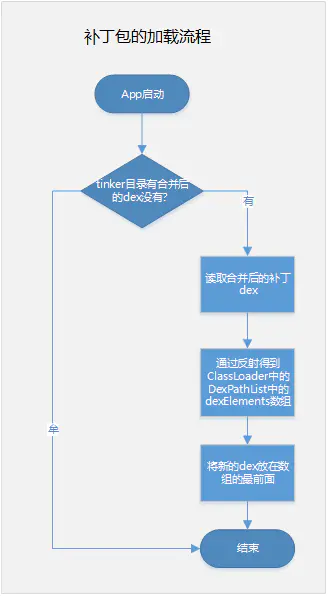 补丁包的加载流程
App启动
tinker目录有合并后
的dex没有?
有
读取合并后的补丁
dex
通过反射得到
ClassLoader中的
DexPathList中的
dexElements数组
将新的dex放在数
组的最前面
结束